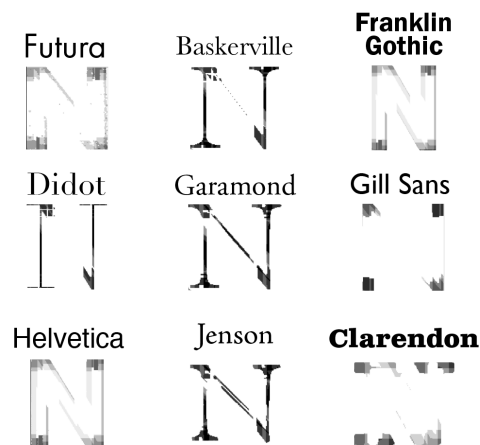 Futura
Baskerville
Franklin
Gothic
N
N
N
Didot
Garamond
Gill Sans
N
N
N
Helvetica
Jenson
Clarendon
N
N
N